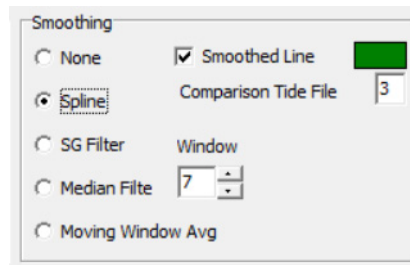 Smoothing
None
Smoothed Line
Spline
Comparison Tide File
3
SG Filter
Window
Median Filte
7
Moving Window Avg